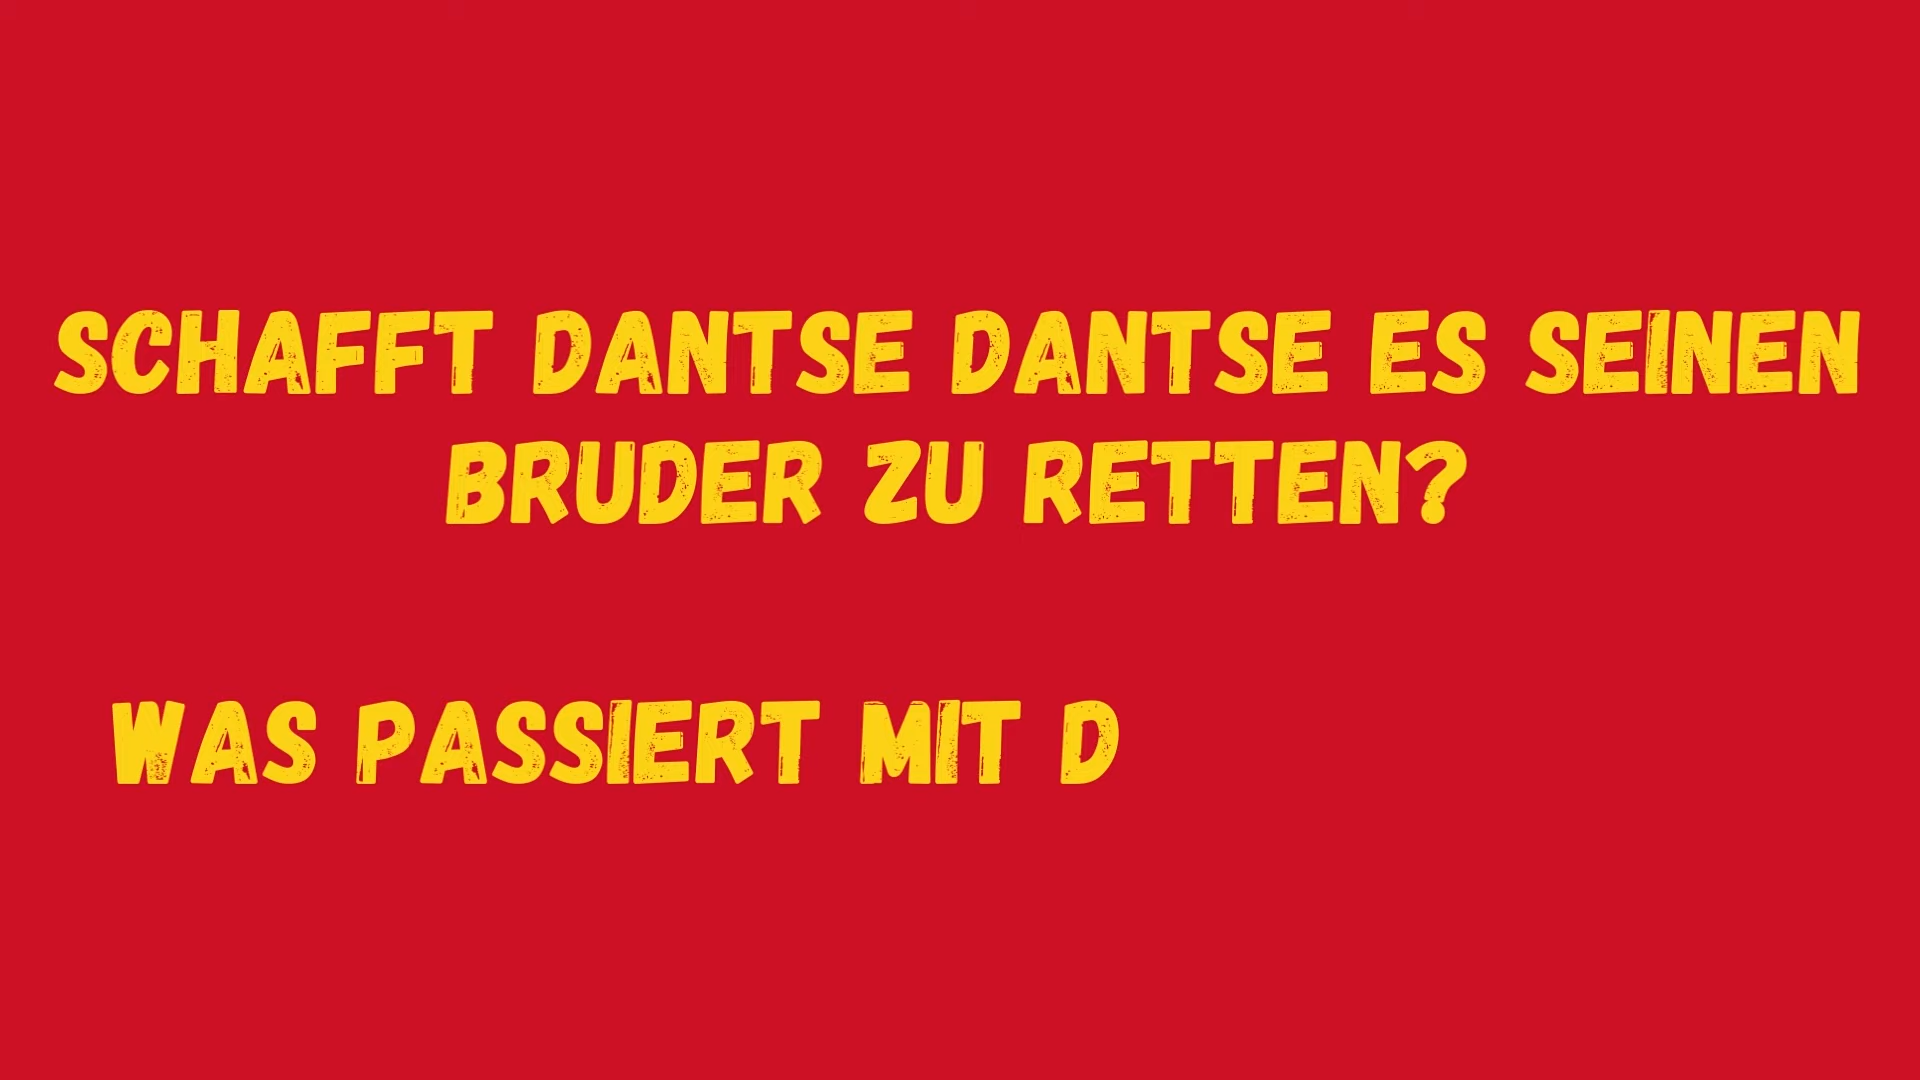 SCHAFFT DANTSE DANTSE ES SEINEN
BRUDER ZU RETTEN?
WAS PASSIERT MIT D